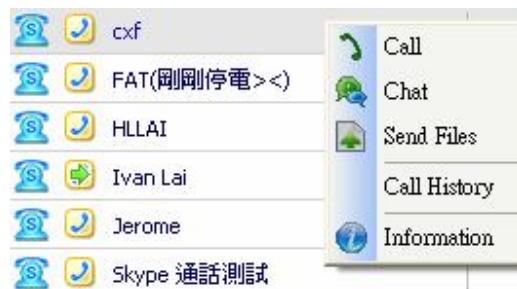 cxf
FAT(剛剛停電><)
HLLAI
Ivan Lai
Jerome
Skype 通話測試
Call
Chat
Send Files
Call History
Information